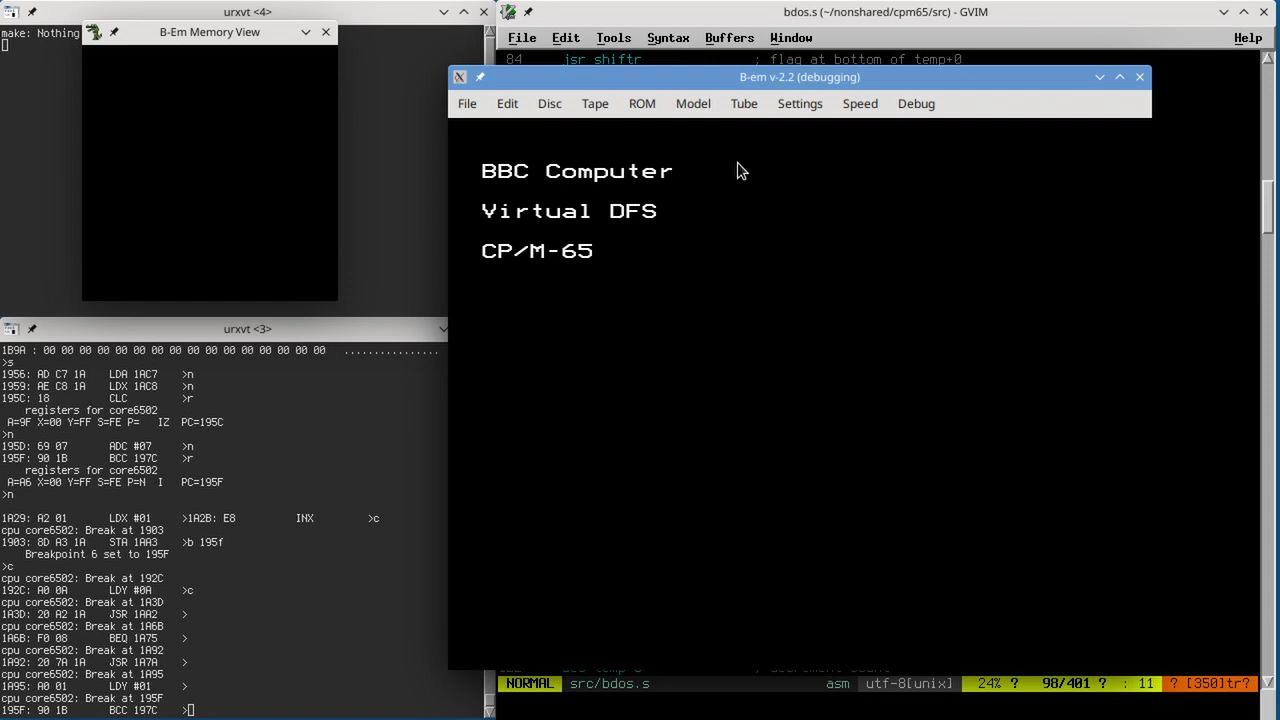 urxvt <4>
make: Nothing
B-Em Memory View
bdos.s (~/nonshared/cpm65/src) - GVIM
File Edit Tools Syntax Buffers Window Help
84 jsr shiftr ; flag at bottom of temp+0
B-em v-2.2 (debugging)
File Edit Disc Tape ROM Model Tube Settings Speed Debug
BBC Computer
Virtual DFS
CP/M-65
urxvt <3>
1B9A : 00 00 00 00 00 00 00 00 00 00 00 00 00 00 00 00 ................
>s
1956: AD C7 1A LDA 1AC7 >n
1959: AE C8 1A LDX 1AC8 >n
195C: 18 CLC >r
registers for core6502
A=9F X=00 Y=FF S=FE P= IZ PC=195C
>n
195D: 69 07 ADC #07 >n
195F: 90 1B BCC 197C >r
registers for core6502
A=A6 X=00 Y=FF S=FE P=N I PC=195F
>n
1A29: A2 01 LDX #01 >1A2B: E8 INX >c
cpu core6502: Break at 1903
1903: 8D A3 1A STA 1AA3 >b 195f
Breakpoint 6 set to 195F
>c
cpu core6502: Break at 192C
192C: A0 0A LDY #0A >c
cpu core6502: Break at 1A3D
1A3D: 20 A2 1A JSR 1AA2 >
cpu core6502: Break at 1A6B
1A6B: F0 08 BEQ 1A75 >
cpu core6502: Break at 1A92
1A92: 20 7A 1A JSR 1A7A >
cpu core6502: Break at 1A95
1A95: A0 01 LDY #01 >
cpu core6502: Break at 195F
195F: 90 1B BCC 197C >
NORMAL src/bdos.s asm utf-8[unix] 24% ? 98/401 ? : 11 ? [350]tr?